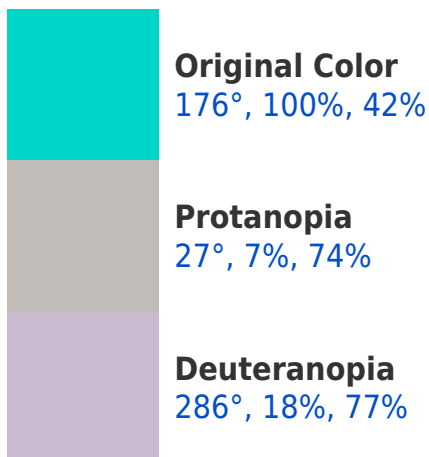 Original Color
176°, 100%, 42%
Protanopia
27°, 7%, 74%
Deuteranopia
286°, 18%, 77%